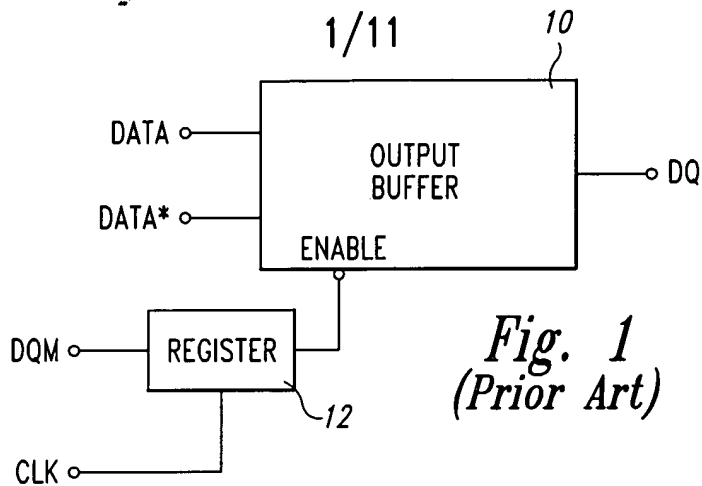 1/11
10
DATA
OUTPUT
BUFFER
DQ
DATA*
ENABLE
DQM
REGISTER
12
CLK
Fig. 1
(Prior Art)